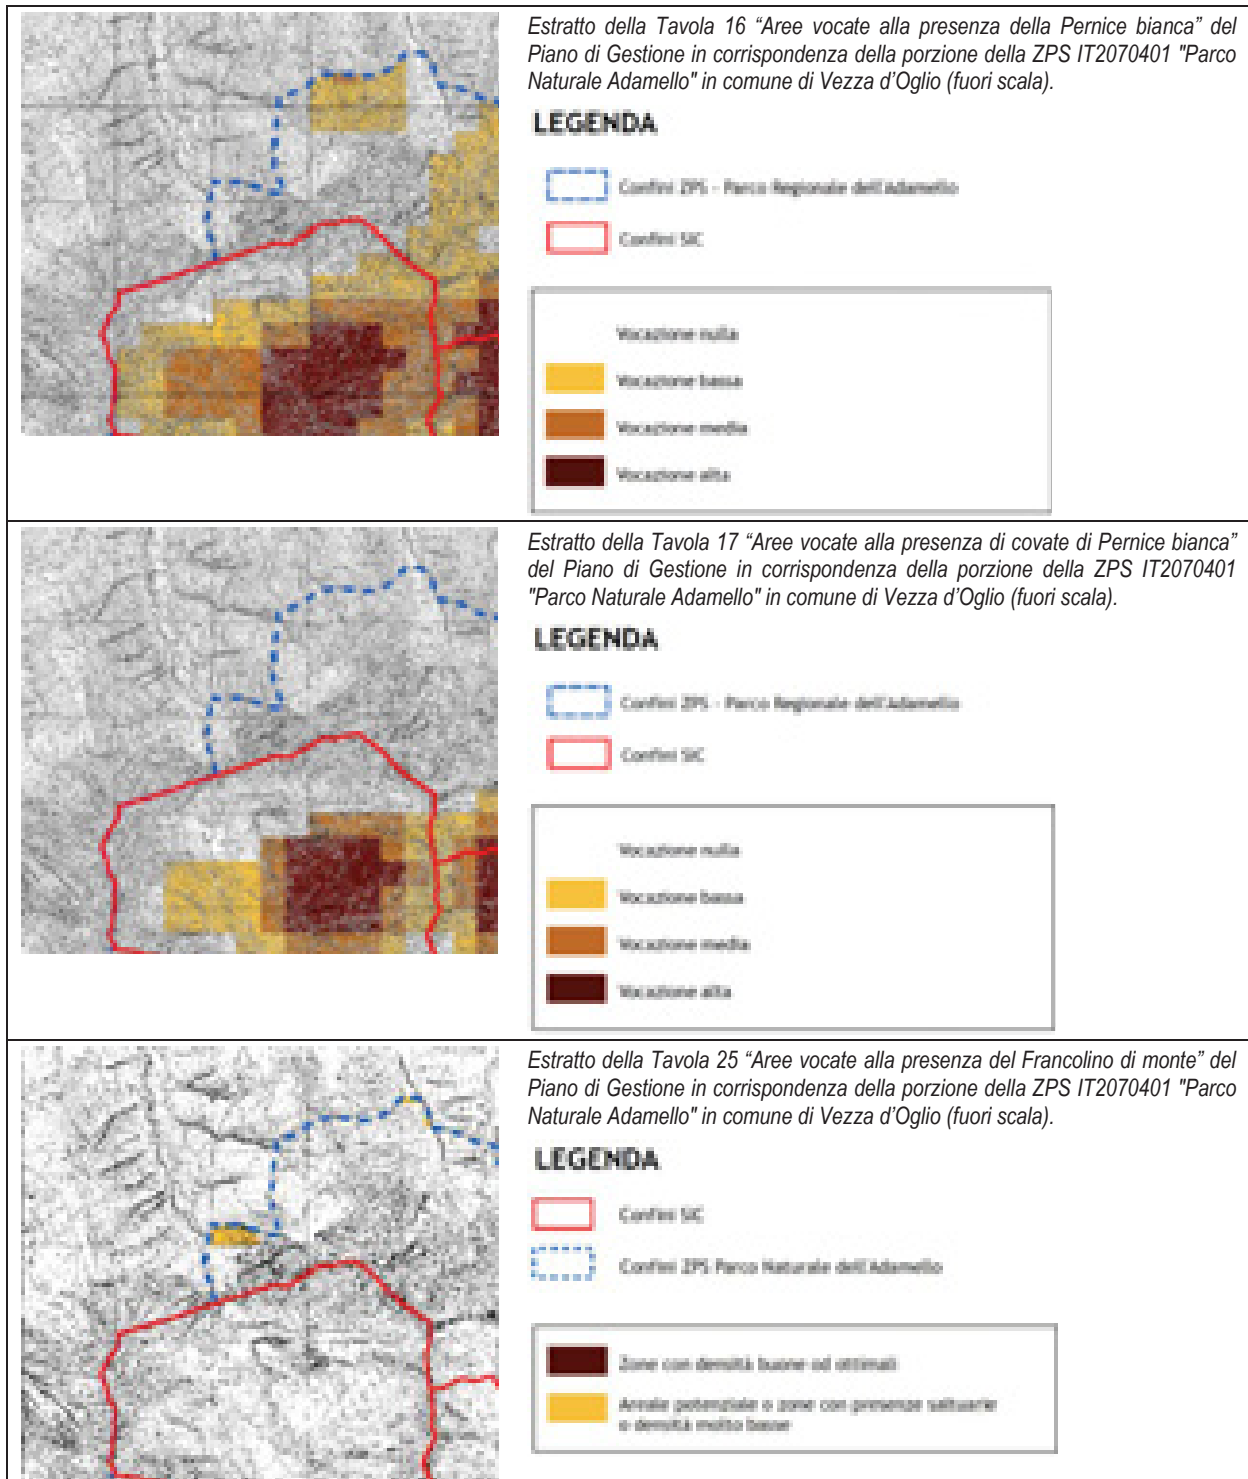 Estratto della Tavola 16 “Aree vocate alla presenza della Pernice bianca” del
Piano di Gestione in corrispondenza della porzione della ZPS IT2070401 "Parco
Naturale Adamello" in comune di Vezza d’Oglio (fuori scala).
LEGENDA
Confini ZPS - Parco Regionale dell'Adamello
Confini SIC
Vocazione nulla
Vocazione bassa
Vocazione media
Vocazione alta
Estratto della Tavola 17 “Aree vocate alla presenza di covate di Pernice bianca”
del Piano di Gestione in corrispondenza della porzione della ZPS IT2070401
"Parco Naturale Adamello" in comune di Vezza d’Oglio (fuori scala).
LEGENDA
Confini ZPS - Parco Regionale dell'Adamello
Confini SIC
Vocazione nulla
Vocazione bassa
Vocazione media
Vocazione alta
Estratto della Tavola 25 “Aree vocate alla presenza del Francolino di monte” del
Piano di Gestione in corrispondenza della porzione della ZPS IT2070401 "Parco
Naturale Adamello" in comune di Vezza d’Oglio (fuori scala).
LEGENDA
Confini SIC
Confini ZPS Parco Naturale dell'Adamello
Zone con densità buone od ottimali
Areale potenziale o zone con presenze saltuarie
o densità molto basse